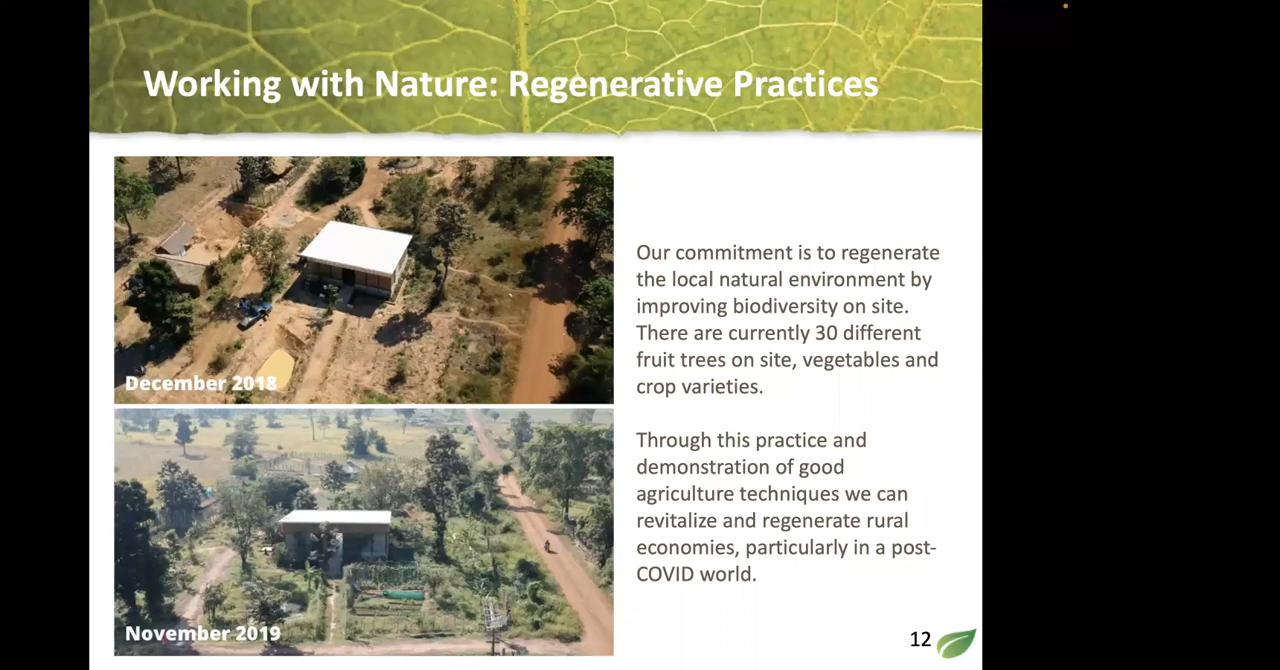 Working with Nature: Regenerative Practices
December 2018
November 2019
Our commitment is to regenerate
the local natural environment by
improving biodiversity on site.
There are currently 30 different
fruit trees on site, vegetables and
crop varieties.
Through this practice and
demonstration of good
agriculture techniques we can
revitalize and regenerate rural
economies, particularly in a post-
COVID world.
12